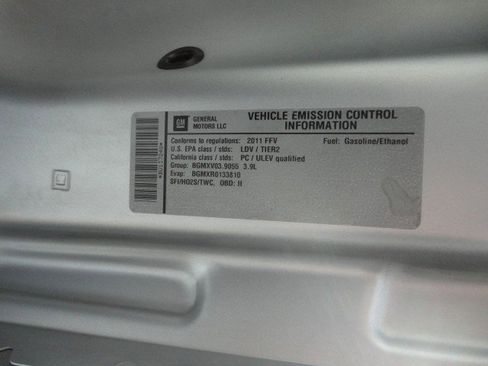 GM GENERAL MOTORS LLC
VEHICLE EMISSION CONTROL
INFORMATION
Conforms to regulations: 2011 FFV Fuel: Gasoline/Ethanol
U.S. EPA class / stds: LDV / TIER2
California class / stds: PC / ULEV qualified
Group: BGMXV03.9055 3.9L
Evap: BGMXR0133810
SFI/HO2S/TWC, OBD: II